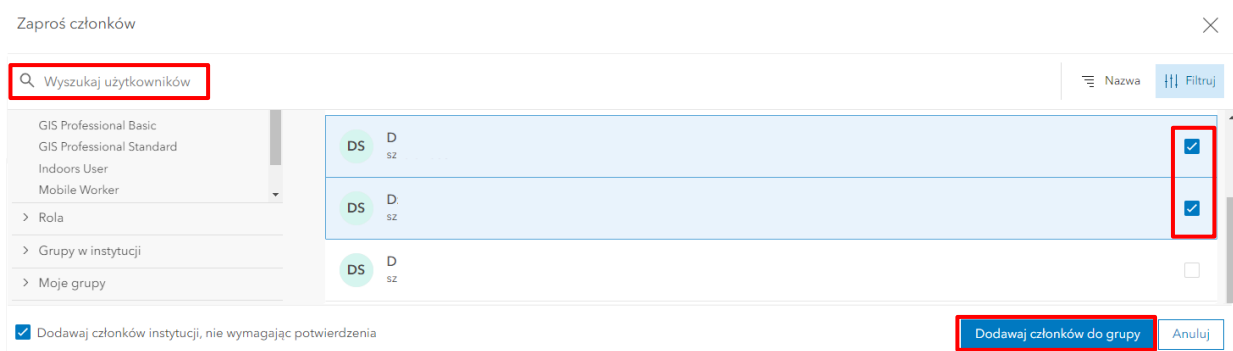 Zaproś członków
Wyszukaj użytkowników
Nazwa
Filtruj
GIS Professional Basic
GIS Professional Standard
Indoors User
Mobile Worker
Rola
Grupy w instytucji
Moje grupy
DS D
sz
DS D
sz
DS D
sz
Dodawaj członków instytucji, nie wymagając potwierdzenia
Dodawaj członków do grupy
Anuluj